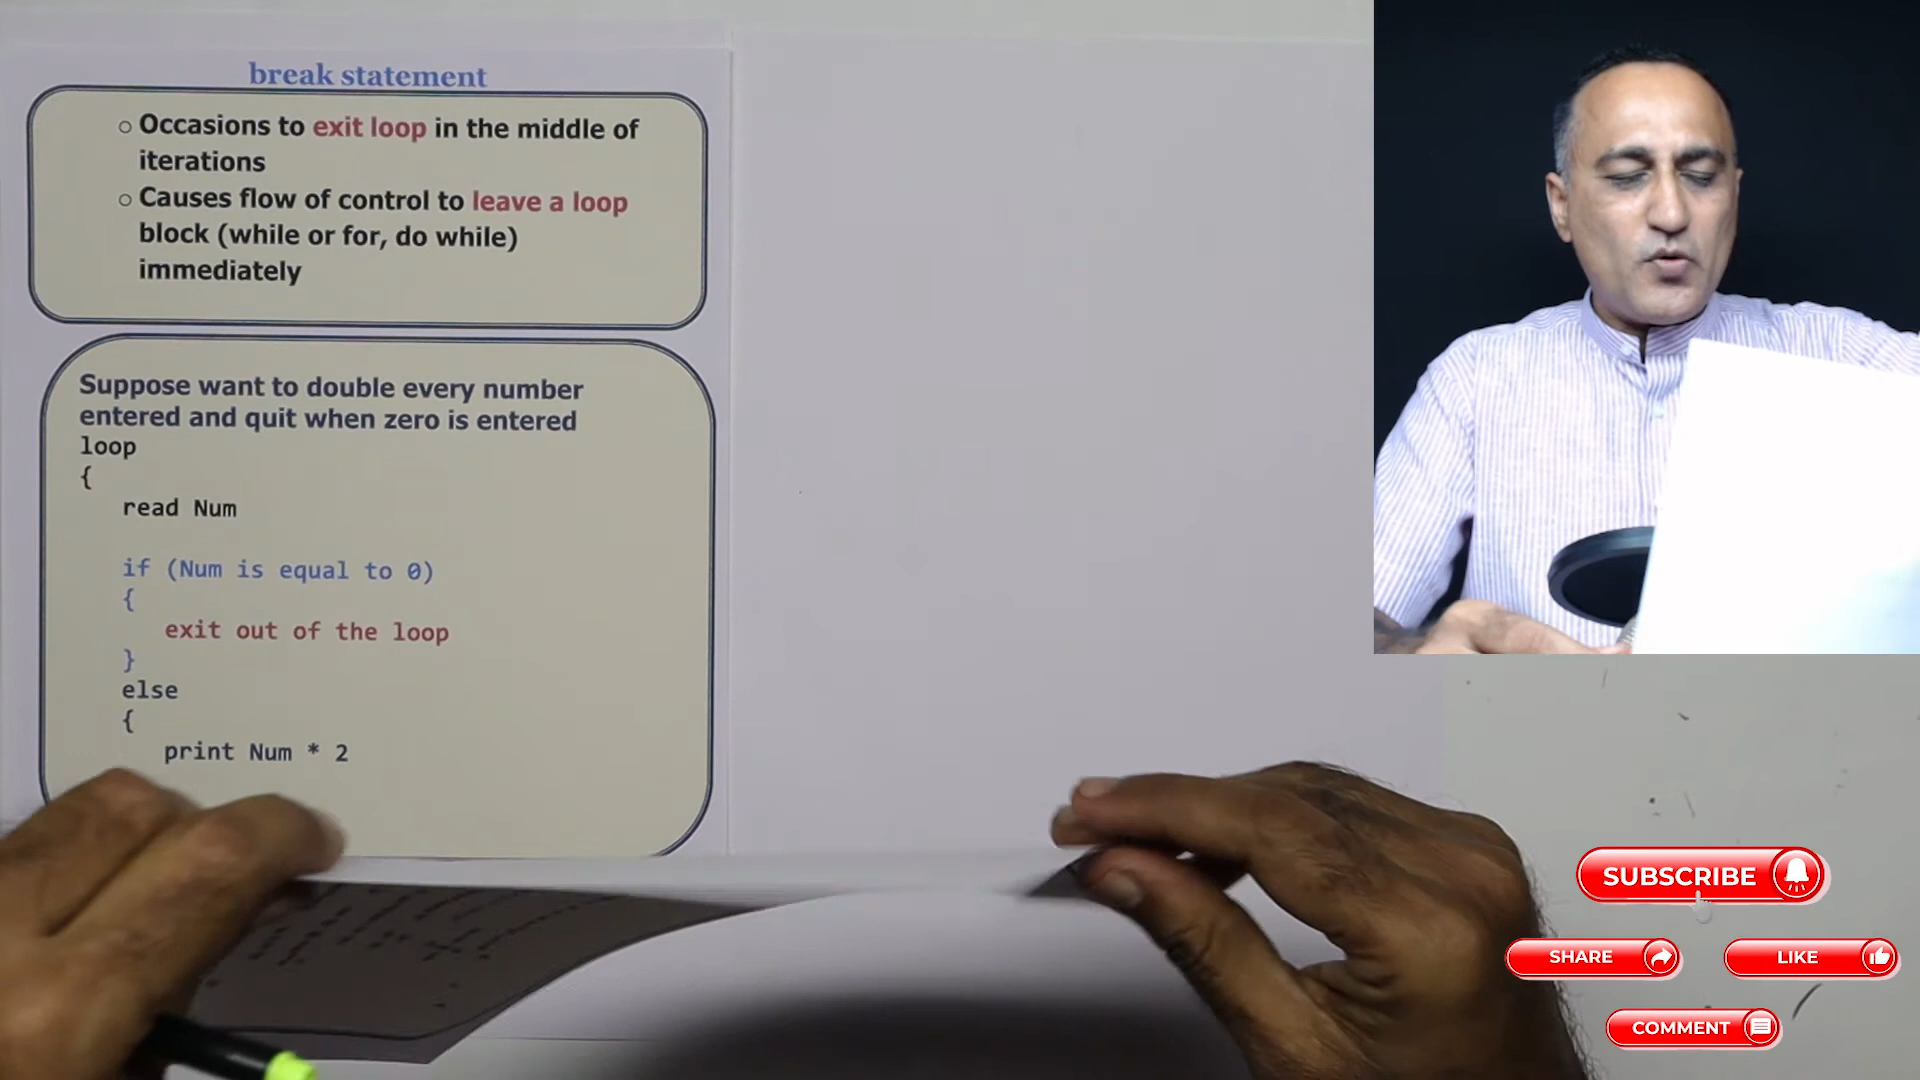 break statement
Occasions to exit loop in the middle of
iterations
Causes flow of control to leave a loop
block (while or for, do while)
immediately
Suppose want to double every number
entered and quit when zero is entered
loop
{
read Num
if (Num is equal to 0)
{
exit out of the loop
}
else
{
print Num * 2
SUBSCRIBE
SHARE
LIKE
COMMENT